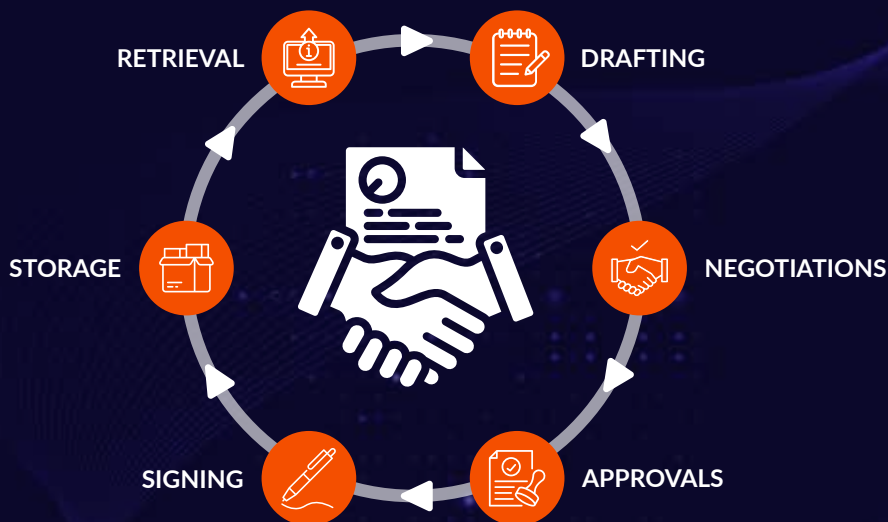 RETRIEVAL
DRAFTING
STORAGE
NEGOTIATIONS
SIGNING
APPROVALS